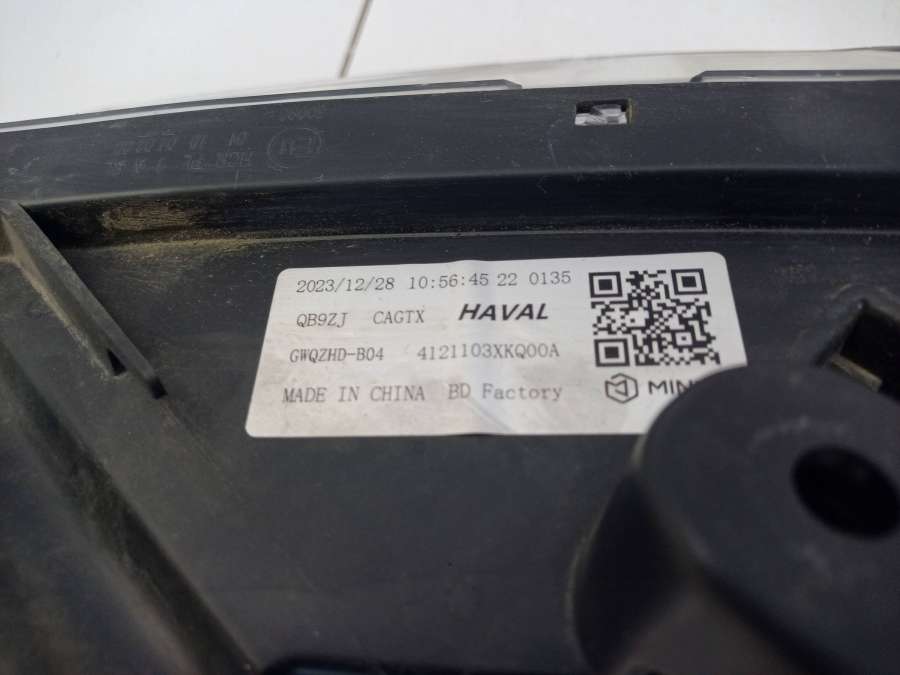 2023/12/28 10:56:45 22 0135
QB9ZJ CAGTX HAVAL
GWQZHD-B04 4121103XKQ00A
MADE IN CHINA BD Factory